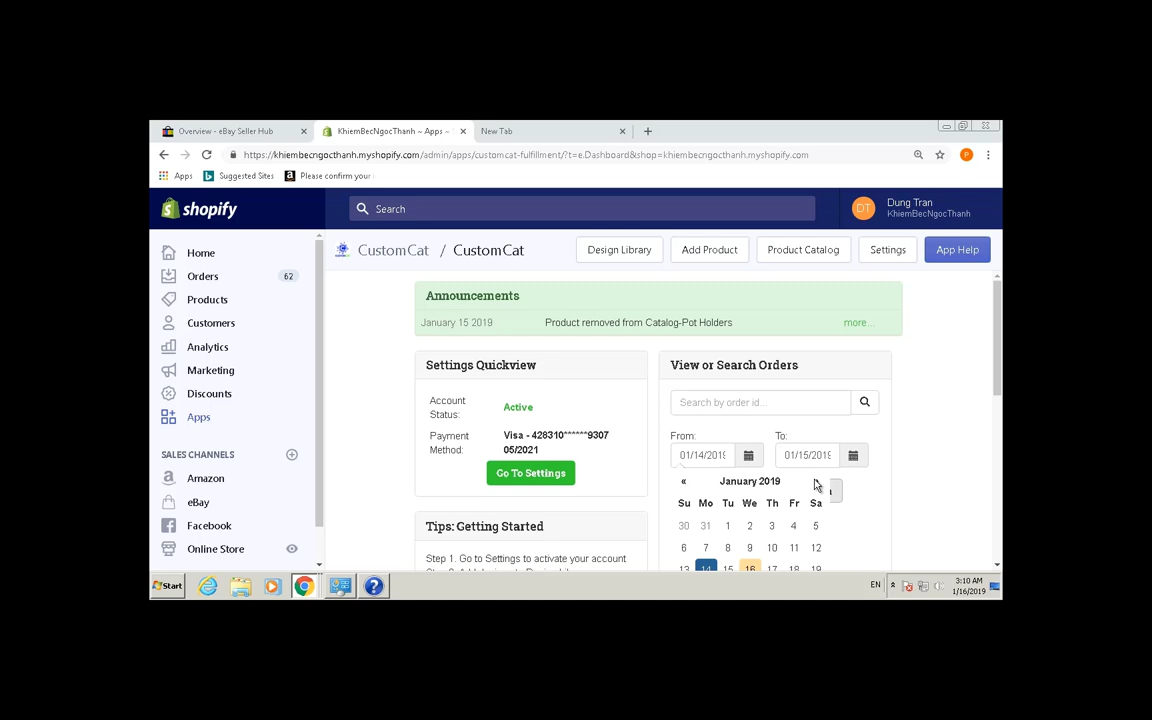 Overview - eBay Seller Hub
KhiemBecNgocThanh ~ Apps ~
New Tab
https://khiembecngocthanh.myshopify.com/admin/apps/customcat-fulfillment/?t=e.Dashboard&shop=khiembecngocthanh.myshopify.com
P
Apps
Suggested Sites
Please confirm your
shopify
Search
DT
Dung Tran
KhiemBecNgocThanh
Home
Orders 62
Products
Customers
Analytics
Marketing
Discounts
Apps
SALES CHANNELS
Amazon
eBay
Facebook
Online Store
CustomCat / CustomCat
Design Library
Add Product
Product Catalog
Settings
App Help
Announcements
January 15 2019 Product removed from Catalog-Pot Holders more...
Settings Quickview
Account
Status:
Active
Payment
Method:
Visa - 428310******9307
05/2021
Go To Settings
Tips: Getting Started
Step 1. Go to Settings to activate your account
View or Search Orders
Search by order id...
From: To:
01/14/2019 01/15/2019
« January 2019
Su Mo Tu We Th Fr Sa
30 31 1 2 3 4 5
6 7 8 9 10 11 12
13 14 15 16 17 18 19
Start
EN
3:10 AM
1/16/2019